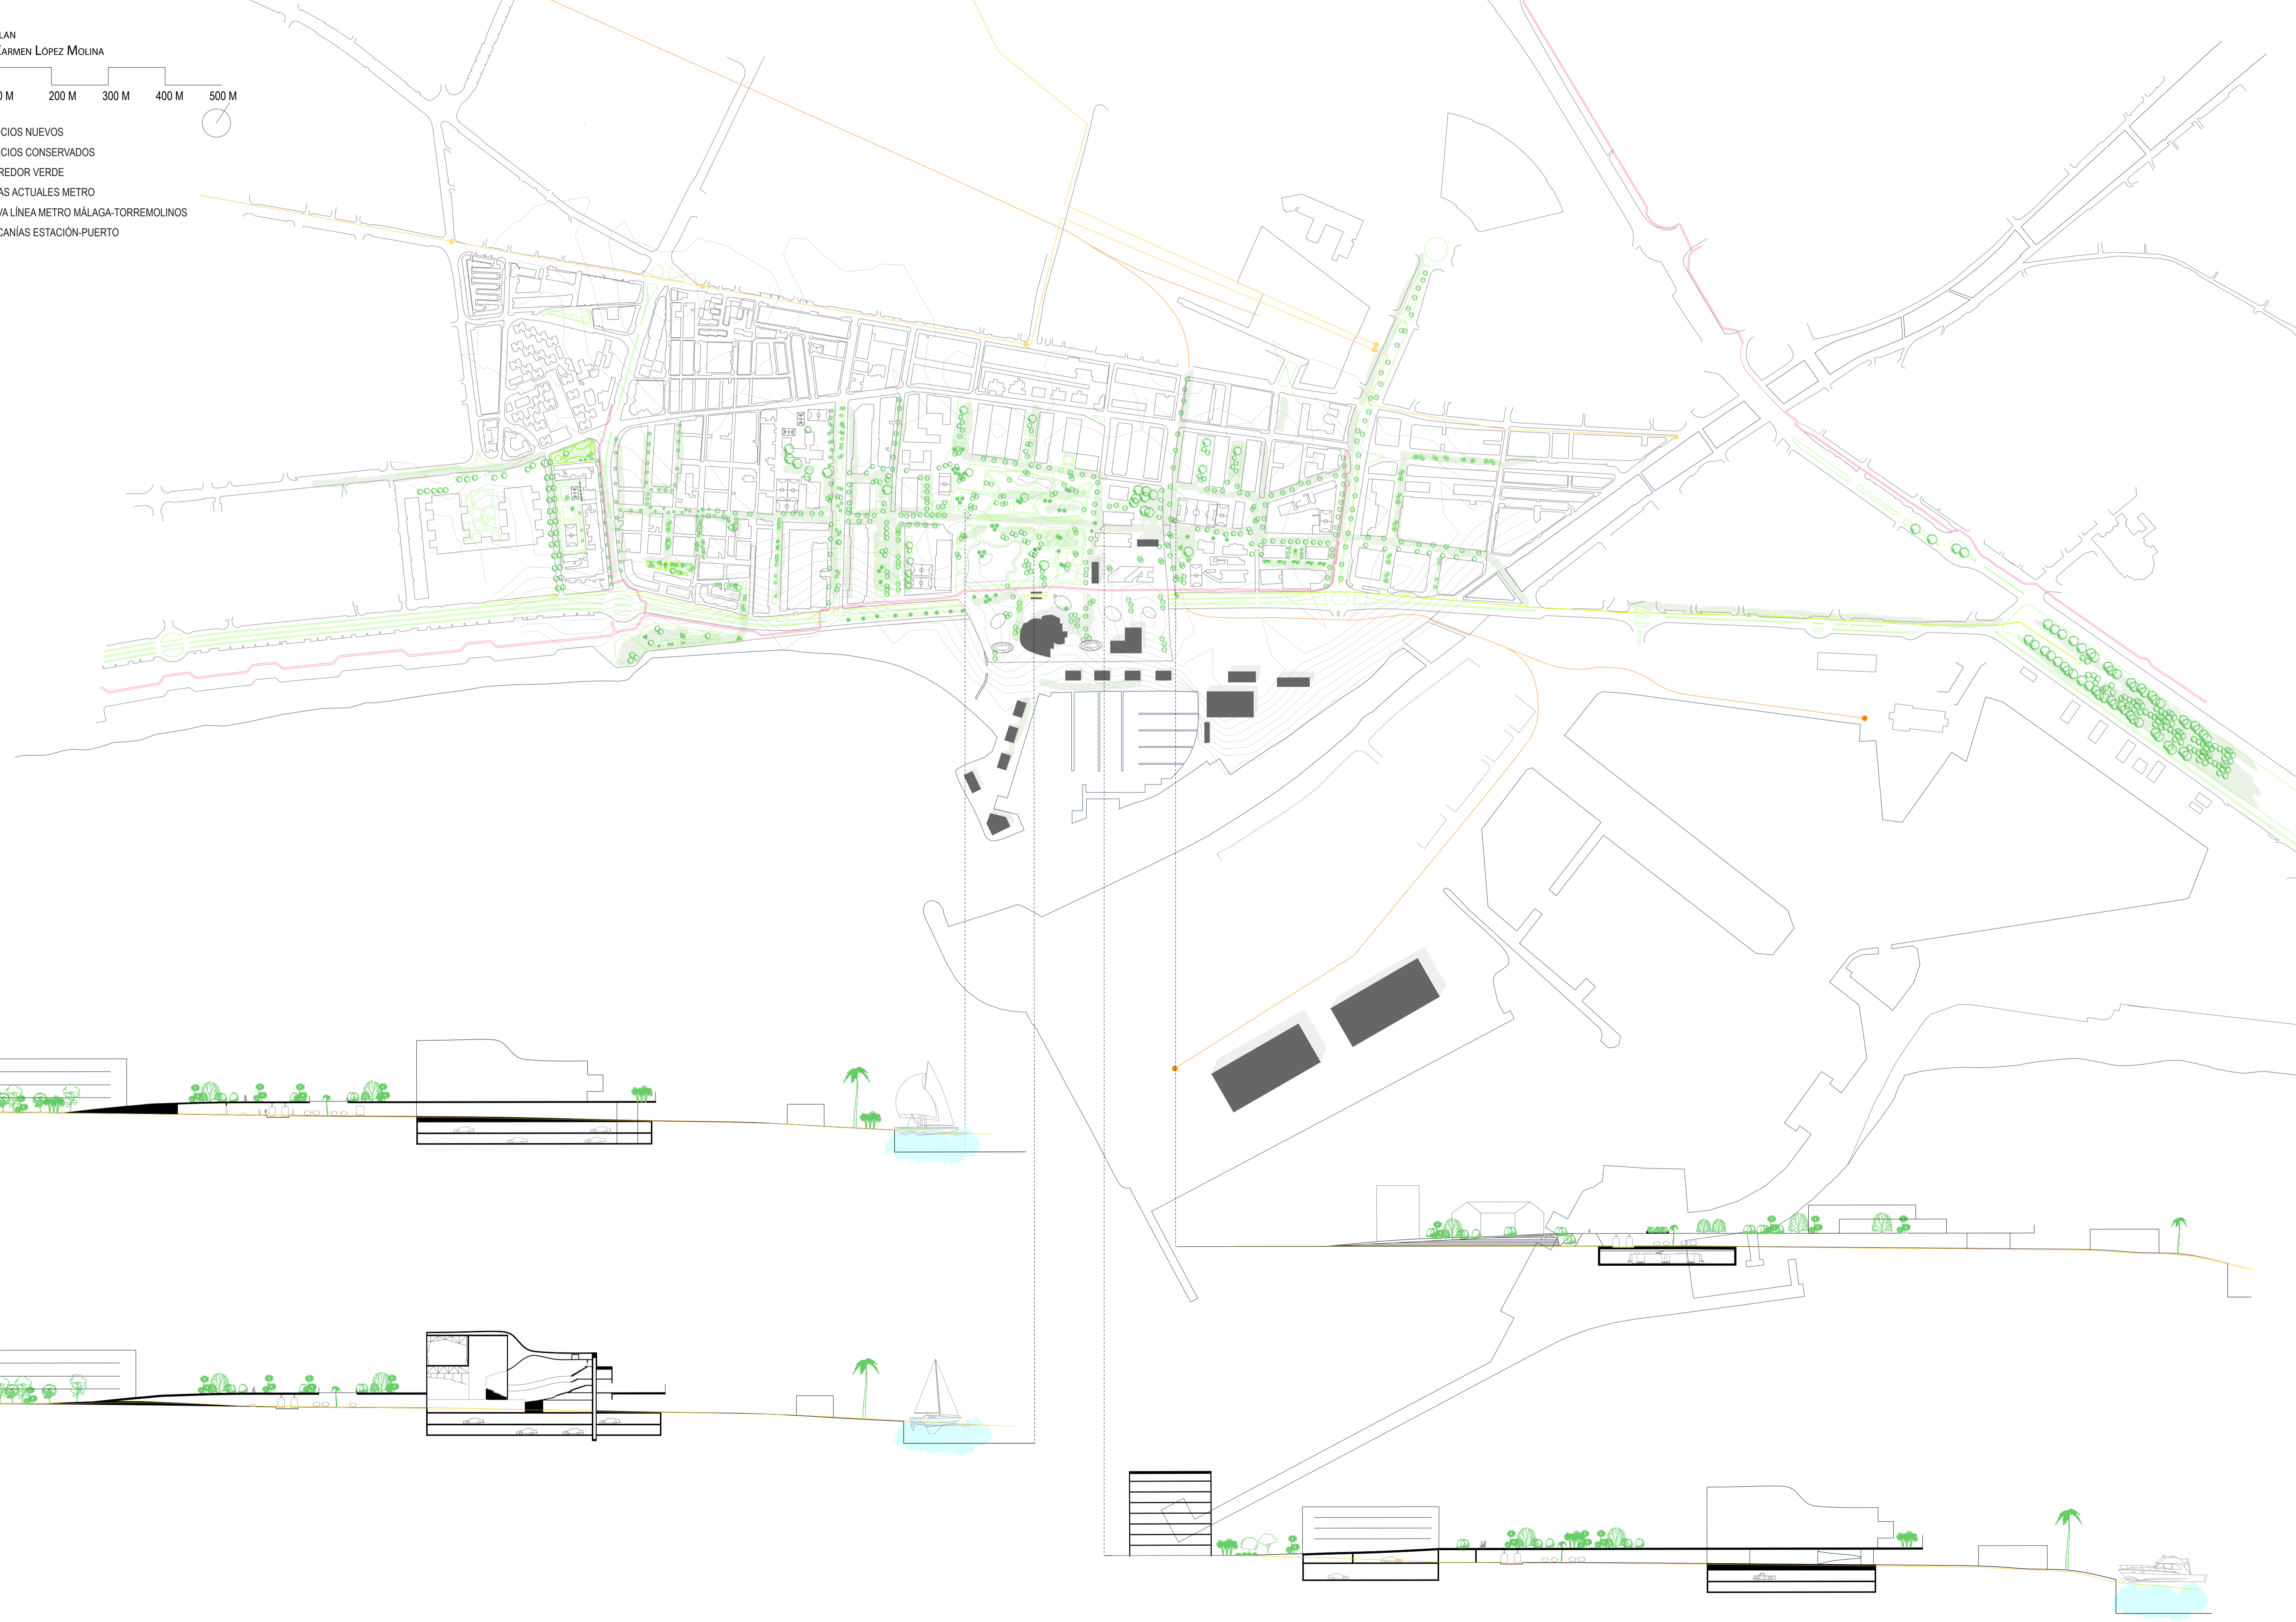 LAN
CARMEN LÓPEZ MOLINA
0 M 200 M 300 M 400 M 500 M
CIOS NUEVOS
CIOS CONSERVADOS
REDOR VERDE
AS ACTUALES METRO
VA LÍNEA METRO MÁLAGA-TORREMOLINOS
CANÍAS ESTACIÓN-PUERTO